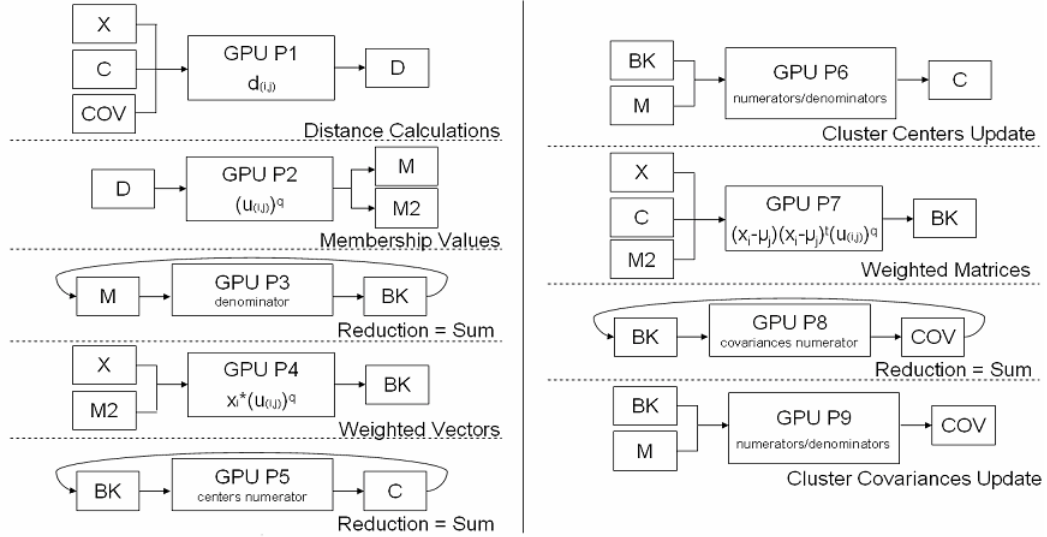 X
C
COV
GPU P1
d(i,j)
D
Distance Calculations
D
GPU P2
(u(i,j))q
M
M2
Membership Values
M
GPU P3
denominator
BK
Reduction = Sum
X
M2
GPU P4
xi*(u(i,j))q
BK
Weighted Vectors
BK
GPU P5
centers numerator
C
Reduction = Sum
BK
M
GPU P6
numerators/denominators
C
Cluster Centers Update
X
C
M2
GPU P7
(xi-μj)(xi-μj)t(u(i,j))q
BK
Weighted Matrices
BK
GPU P8
covariances numerator
COV
Reduction = Sum
BK
M
GPU P9
numerators/denominators
COV
Cluster Covariances Update